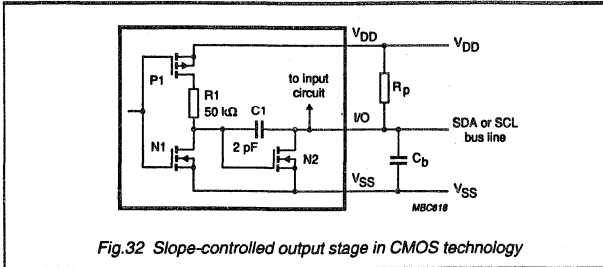 VDD
VDD
P1
to input
circuit
Rp
R1
50 kΩ
C1
I/O
SDA or SCL
bus line
N1
2 pF
N2
Cb
VSS
VSS
MBC618
Fig.32 Slope-controlled output stage in CMOS technology